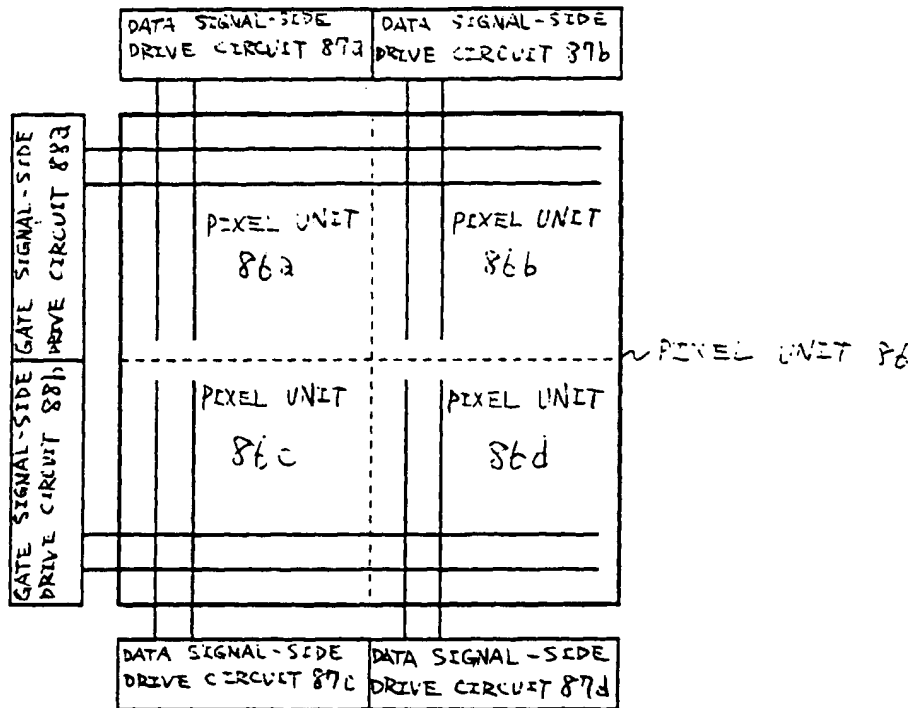 DATA SIGNAL-SIDE
DRIVE CIRCUIT 87a
DATA SIGNAL-SIDE
DRIVE CIRCUIT 87b
GATE SIGNAL-SIDE
DRIVE CIRCUIT 88a
PIXEL UNIT
86a
PIXEL UNIT
86b
PIXEL UNIT 86
GATE SIGNAL-SIDE
DRIVE CIRCUIT 88b
PIXEL UNIT
86c
PIXEL UNIT
86d
DATA SIGNAL-SIDE
DRIVE CIRCUIT 87c
DATA SIGNAL-SIDE
DRIVE CIRCUIT 87d